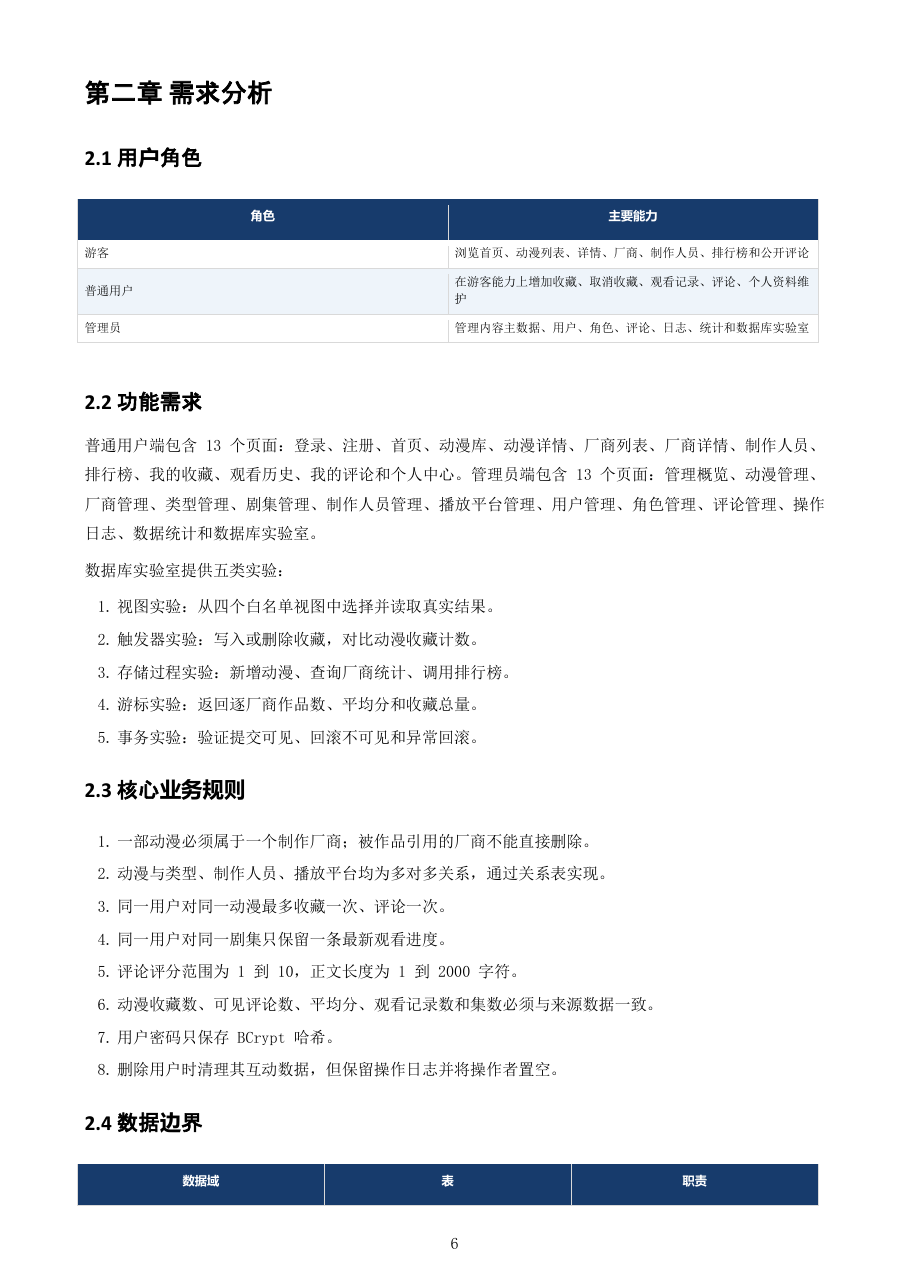 第二章 需求分析
2.1 用户角色
角色 主要能力
游客 浏览首页、动漫列表、详情、厂商、制作人员、排行榜和公开评论
普通用户 在游客能力上增加收藏、取消收藏、观看记录、评论、个人资料维
护
管理员 管理内容主数据、用户、角色、评论、日志、统计和数据库实验室
2.2 功能需求
普通用户端包含 13 个页面：登录、注册、首页、动漫库、动漫详情、厂商列表、厂商详情、制作人员、
排行榜、我的收藏、观看历史、我的评论和个人中心。管理员端包含 13 个页面：管理概览、动漫管理、
厂商管理、类型管理、剧集管理、制作人员管理、播放平台管理、用户管理、角色管理、评论管理、操作
日志、数据统计和数据库实验室。
数据库实验室提供五类实验：
1. 视图实验：从四个白名单视图中选择并读取真实结果。
2. 触发器实验：写入或删除收藏，对比动漫收藏计数。
3. 存储过程实验：新增动漫、查询厂商统计、调用排行榜。
4. 游标实验：返回逐厂商作品数、平均分和收藏总量。
5. 事务实验：验证提交可见、回滚不可见和异常回滚。
2.3 核心业务规则
1. 一部动漫必须属于一个制作厂商；被作品引用的厂商不能直接删除。
2. 动漫与类型、制作人员、播放平台均为多对多关系，通过关系表实现。
3. 同一用户对同一动漫最多收藏一次、评论一次。
4. 同一用户对同一剧集只保留一条最新观看进度。
5. 评论评分范围为 1 到 10，正文长度为 1 到 2000 字符。
6. 动漫收藏数、可见评论数、平均分、观看记录数和集数必须与来源数据一致。
7. 用户密码只保存 BCrypt 哈希。
8. 删除用户时清理其互动数据，但保留操作日志并将操作者置空。
2.4 数据边界
数据域 表 职责
6